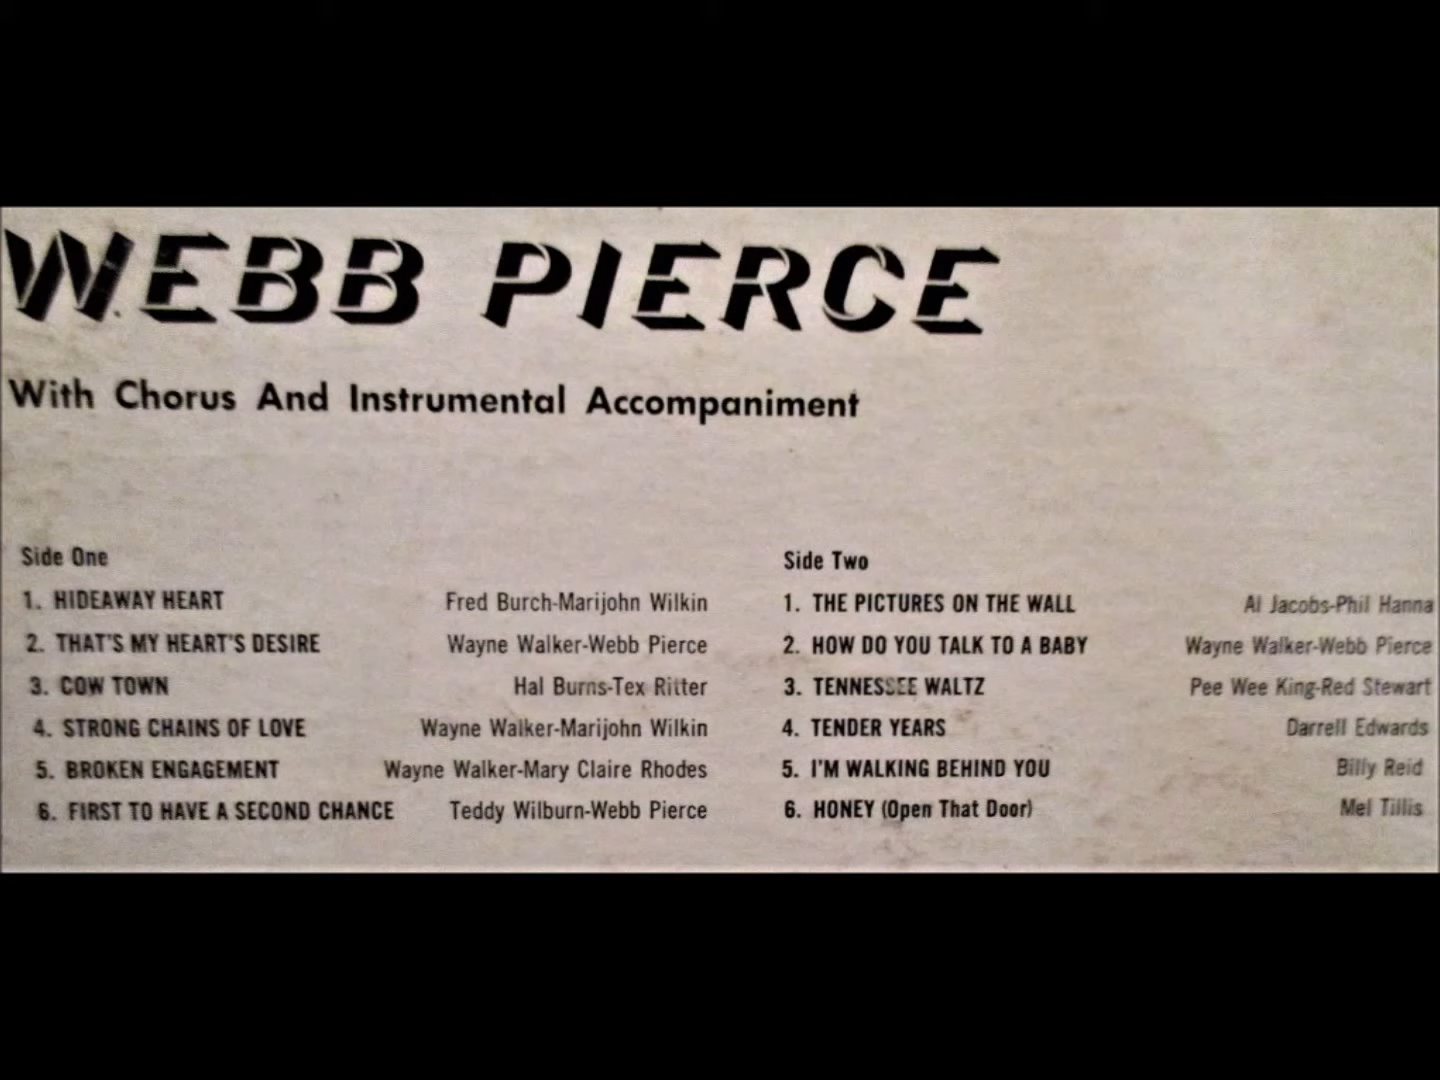 WEBB PIERCE
With Chorus And Instrumental Accompaniment
Side One
1. HIDEAWAY HEART Fred Burch-Marijohn Wilkin
2. THAT'S MY HEART'S DESIRE Wayne Walker-Webb Pierce
3. COW TOWN Hal Burns-Tex Ritter
4. STRONG CHAINS OF LOVE Wayne Walker-Marijohn Wilkin
5. BROKEN ENGAGEMENT Wayne Walker-Mary Claire Rhodes
6. FIRST TO HAVE A SECOND CHANCE Teddy Wilburn-Webb Pierce
Side Two
1. THE PICTURES ON THE WALL Al Jacobs-Phil Hanna
2. HOW DO YOU TALK TO A BABY Wayne Walker-Webb Pierce
3. TENNESSEE WALTZ Pee Wee King-Red Stewart
4. TENDER YEARS Darrell Edwards
5. I'M WALKING BEHIND YOU Billy Reid
6. HONEY (Open That Door) Mel Tillis